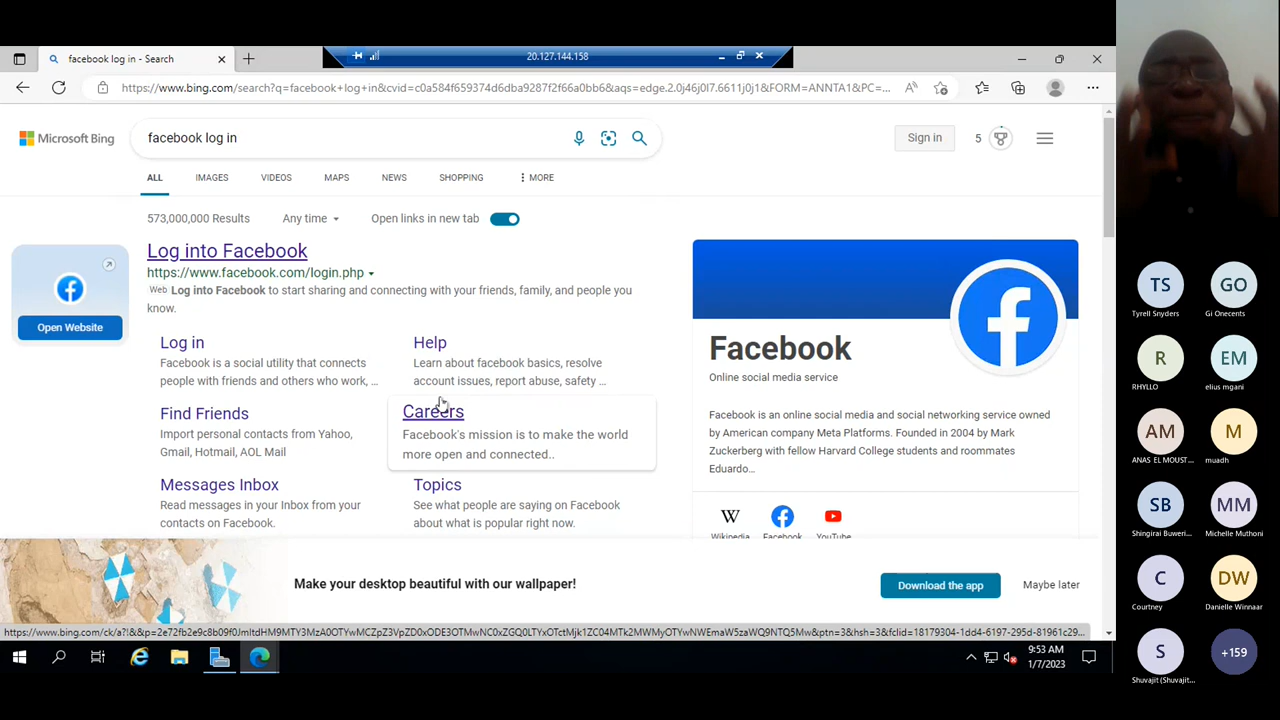 facebook log in - Search
20.127.144.158
https://www.bing.com/search?q=facebook+log+in&cvid=c0a584f659374d6dba9287f2f66a0bb6&aqs=edge.2.0j46j0l7.6611j0j1&FORM=ANNTA1&PC=...
Microsoft Bing
facebook log in
Sign in
5
ALL
IMAGES
VIDEOS
MAPS
NEWS
SHOPPING
MORE
573,000,000 Results
Any time
Open links in new tab
Open Website
Log into Facebook
https://www.facebook.com/login.php
Web Log into Facebook to start sharing and connecting with your friends, family, and people you
know.
Log in
Facebook is a social utility that connects
people with friends and others who work, ...
Help
Learn about facebook basics, resolve
account issues, report abuse, safety ...
Find Friends
Import personal contacts from Yahoo,
Gmail, Hotmail, AOL Mail
Careers
Facebook's mission is to make the world
more open and connected..
Messages Inbox
Read messages in your Inbox from your
contacts on Facebook.
Topics
See what people are saying on Facebook
about what is popular right now.
Facebook
Online social media service
Facebook is an online social media and social networking service owned
by American company Meta Platforms. Founded in 2004 by Mark
Zuckerberg with fellow Harvard College students and roommates
Eduardo...
W
Wikipedia
Facebook
YouTube
Make your desktop beautiful with our wallpaper!
Download the app
Maybe later
9:53 AM
1/7/2023
TS
Tyrell Snyders
GO
Gi Onecents
R
RHYLLO
EM
elius mgani
AM
ANAS EL MOUST...
M
muadh
SB
Shingirai Buweri...
MM
Michelle Muthoni
C
Courtney
DW
Danielle Winnaar
S
Shuvajit (Shuvajit...
+159